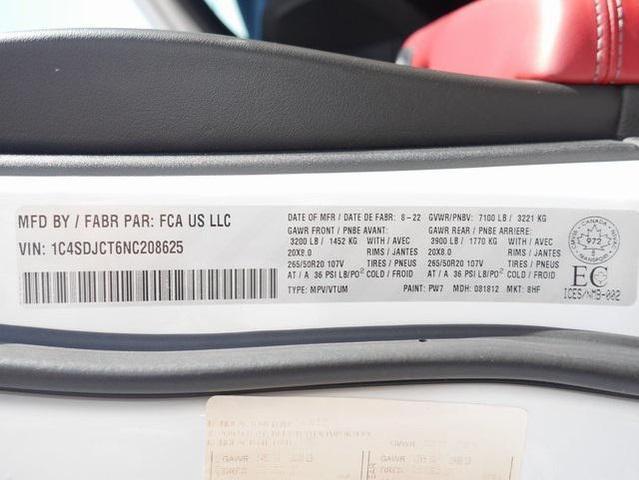 MFD BY / FABR PAR: FCA US LLC
VIN: 1C4SDJCT6NC208625
DATE OF MFR / DATE DE FABR: 8-22 GVWR/PNBV: 7100 LB / 3221 KG
GAWR FRONT / PNBE AVANT: GAWR REAR / PNBE ARRIERE:
3200 LB / 1452 KG WITH / AVEC 3900 LB / 1770 KG WITH / AVEC
20X8.0 RIMS / JANTES 20X8.0 RIMS / JANTES
265/50R20 107V TIRES / PNEUS 265/50R20 107V TIRES / PNEUS
AT / A 36 PSI LB/PO² COLD / FROID AT / A 36 PSI LB/PO² COLD / FROID
TYPE: MPV/VTUM PAINT: PW7 MDH: 081812 MKT: 8HF
CANADA
972
TRANSPORT
EC
ICES/NMB-002
GAWR GAWR